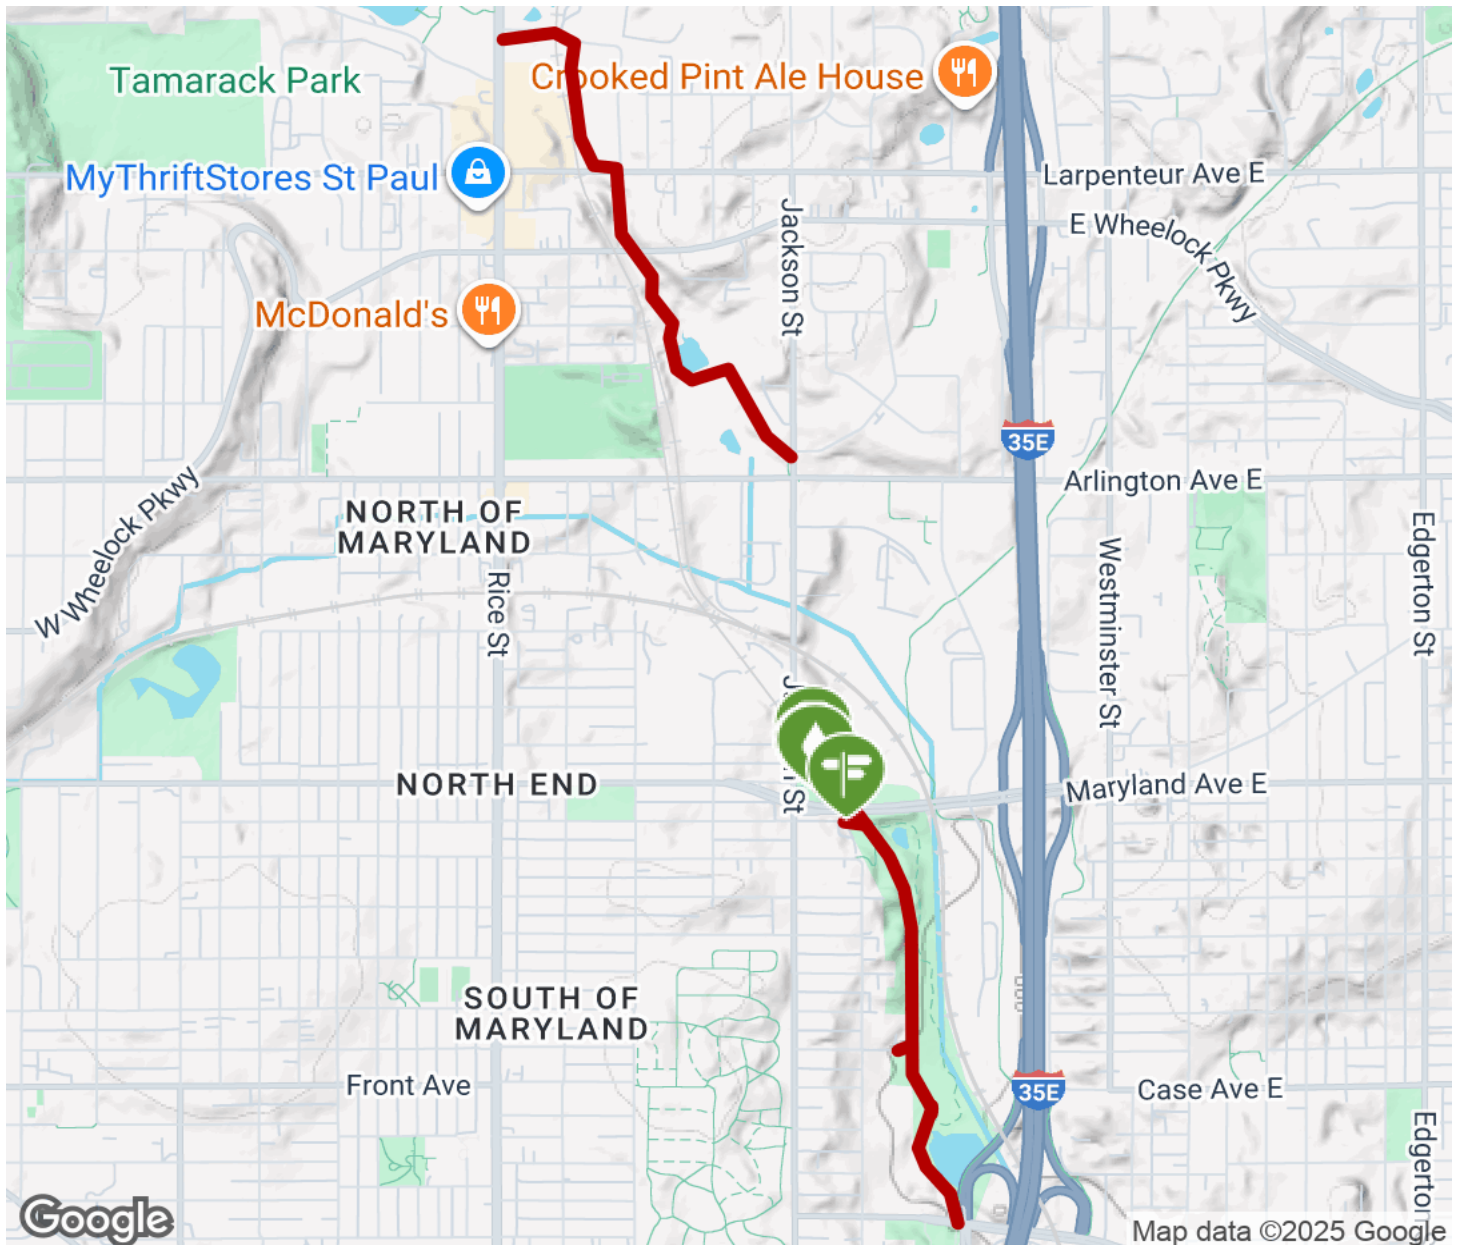 Tamarack Park
Crooked Pint Ale House
MyThriftStores St Paul
Larpenteur Ave E
Jackson St
E Wheelock Pkwy
McDonald's
35E
Arlington Ave E
W Wheelock Pkwy
NORTH OF
MARYLAND
Rice St
Westminster St
Edgerton St
NORTH END
Maryland Ave E
SOUTH OF
MARYLAND
Front Ave
35E
Case Ave E
Google
Map data ©2025 Google